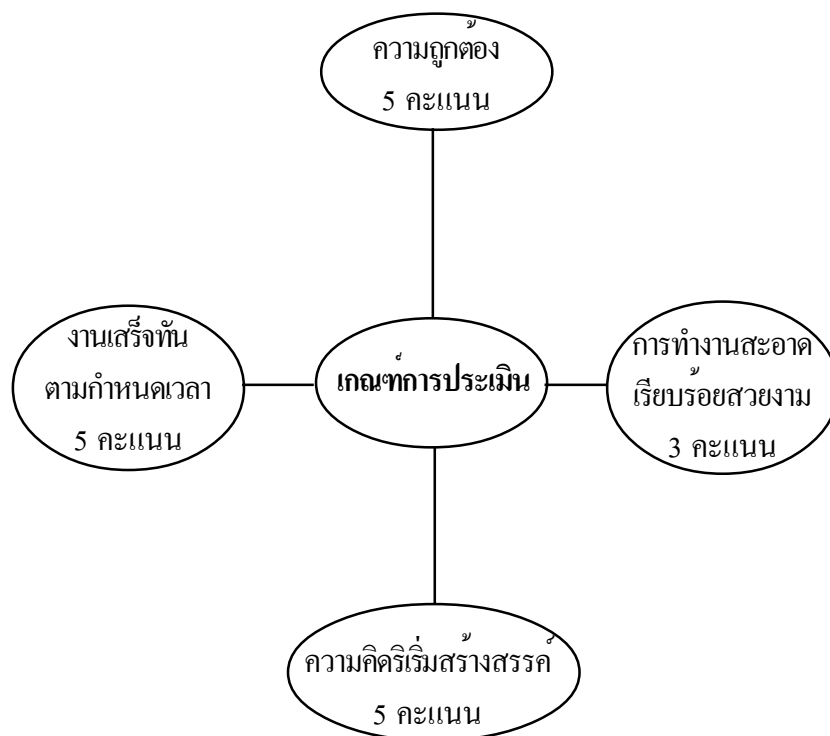 ความถูกต้อง
5 คะแนน
งานเสร็จทัน
ตามกำหนดเวลา
5 คะแนน
เกณฑ์การประเมิน
การทำงานสะอาด
เรียบร้อยสวยงาม
3 คะแนน
ความคิดริเริ่มสร้างสรรค์
5 คะแนน